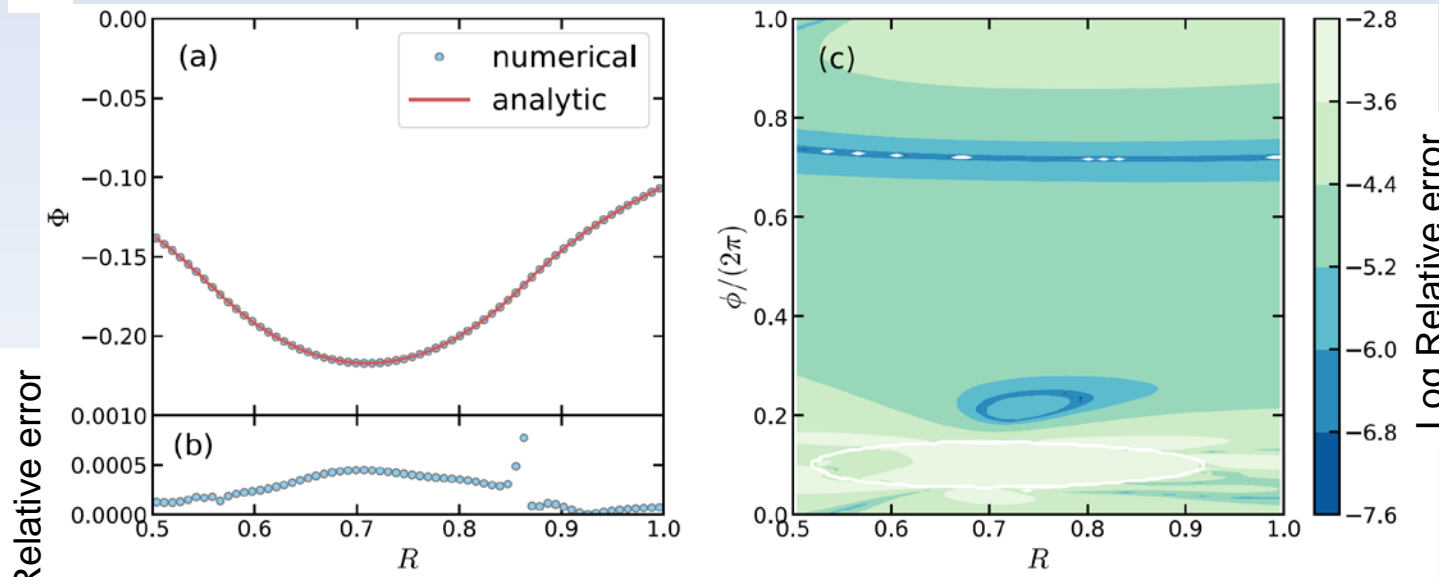 Relative error
(a)
numerical
analytic
0.00
−0.05
−0.10
−0.15
−0.20
Φ
(b)
0.0010
0.0005
0.0000
0.5 0.6 0.7 0.8 0.9 1.0
R
(c)
1.0
0.8
0.6
0.4
0.2
0.0
ϕ/(2π)
0.5 0.6 0.7 0.8 0.9 1.0
R
−2.8
−3.6
−4.4
−5.2
−6.0
−6.8
−7.6
Log Relative error